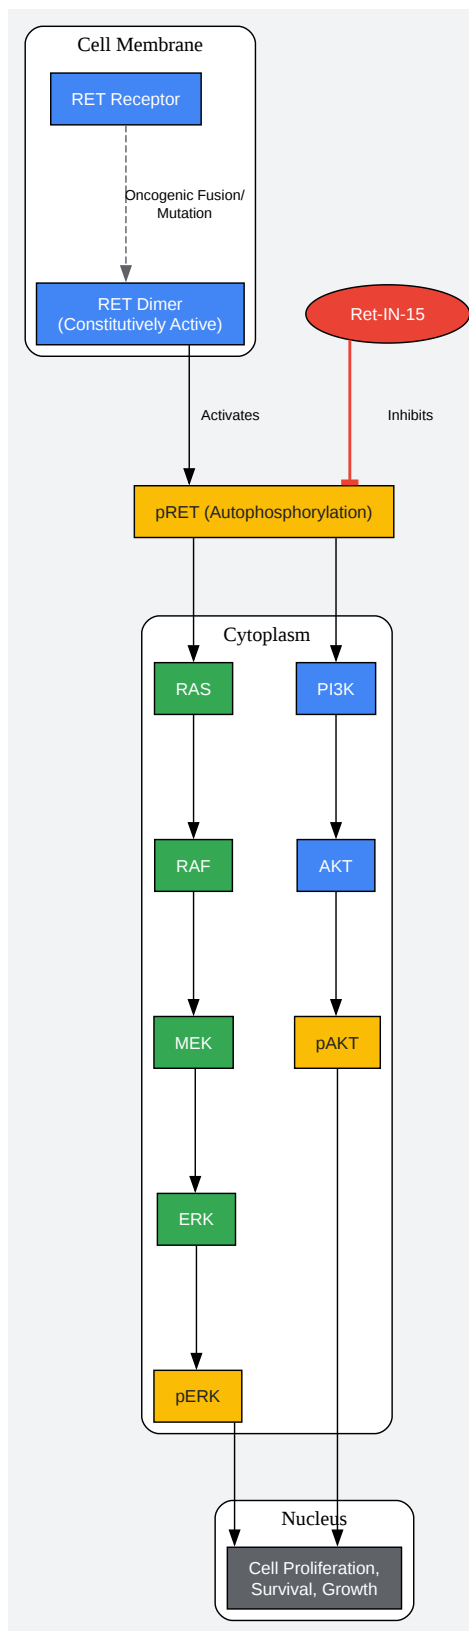 Cell Membrane
RET Receptor
Oncogenic Fusion/
Mutation
RET Dimer
(Constitutively Active)
Ret-IN-15
Activates
Inhibits
pRET (Autophosphorylation)
Cytoplasm
RAS
PI3K
RAF
AKT
MEK
pAKT
ERK
pERK
Nucleus
Cell Proliferation,
Survival, Growth